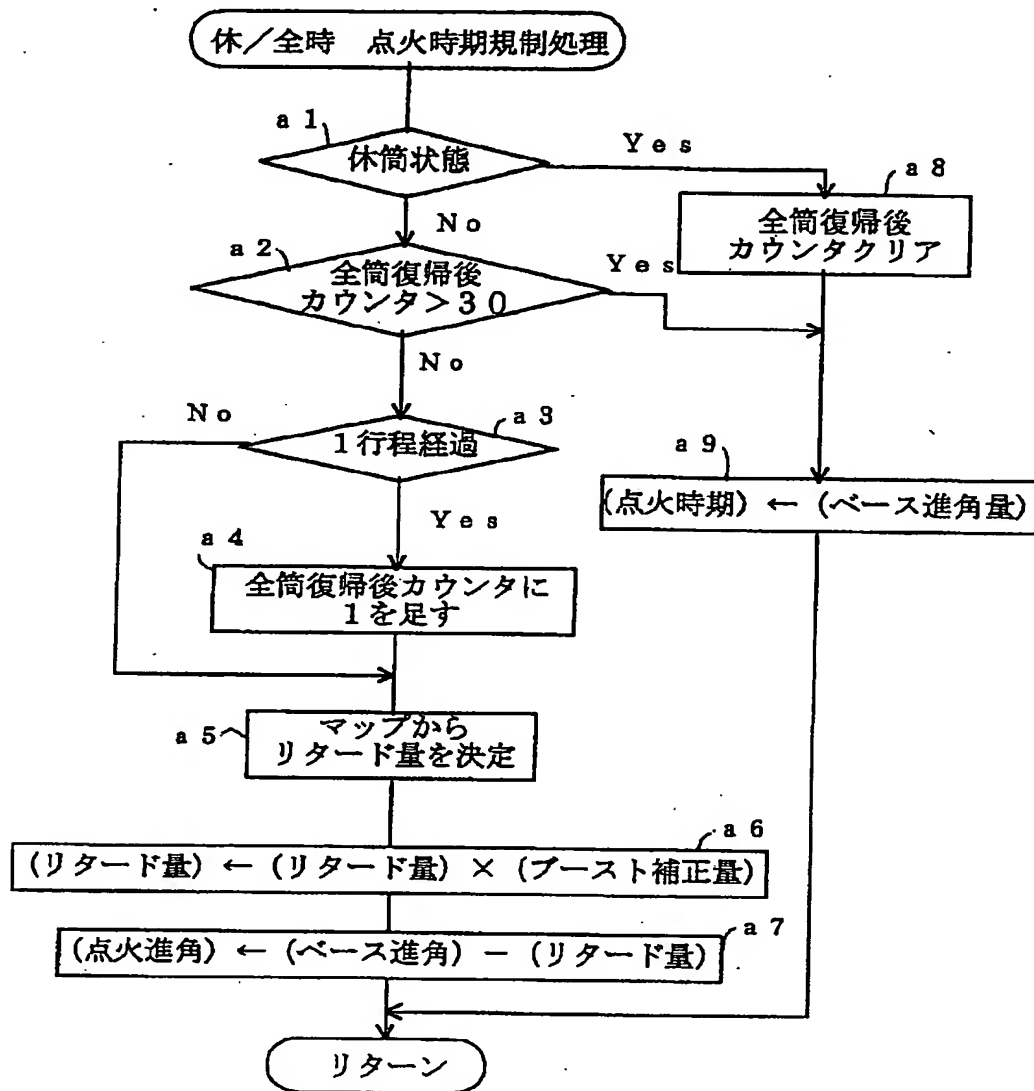 休／全時　点火時期規制処理
a 1
休筒状態
Yes
a 8
全筒復帰後
カウンタクリア
No
a 2
全筒復帰後
カウンタ＞３０
Yes
No
No
a 3
１行程経過
a 9
(点火時期) ← (ベース進角量)
Yes
a 4
全筒復帰後カウンタに
１を足す
a 5
マップから
リタード量を決定
a 6
(リタード量) ← (リタード量) × (ブースト補正量)
a 7
(点火進角) ← (ベース進角) － (リタード量)
リターン